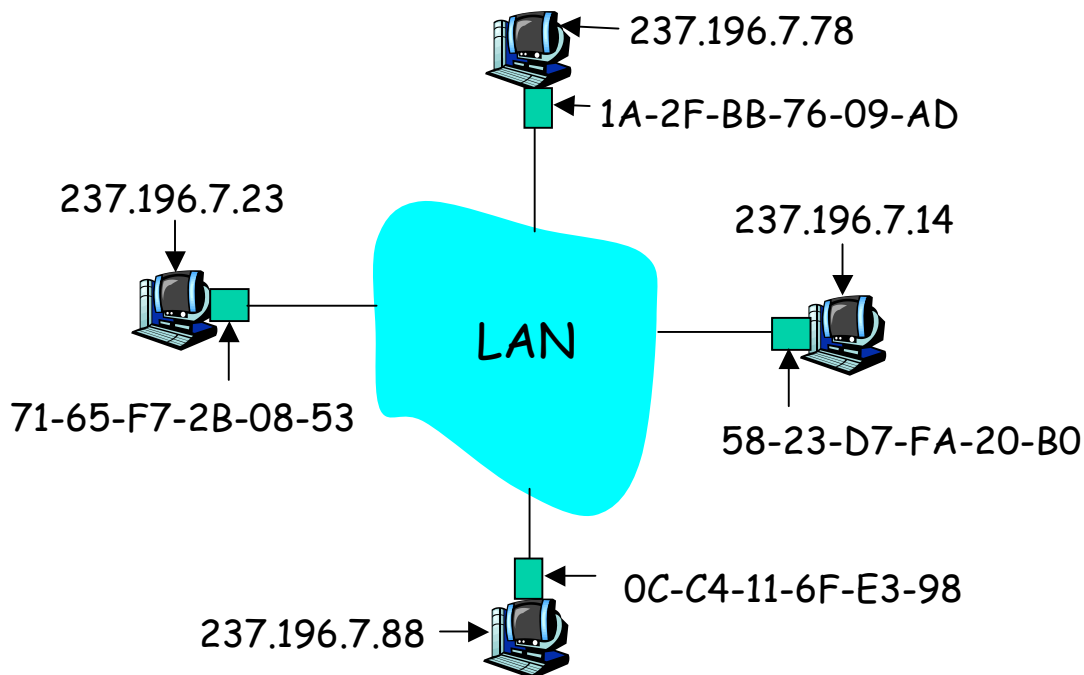 237.196.7.78
1A-2F-BB-76-09-AD
237.196.7.23
237.196.7.14
LAN
71-65-F7-2B-08-53
58-23-D7-FA-20-B0
0C-C4-11-6F-E3-98
237.196.7.88